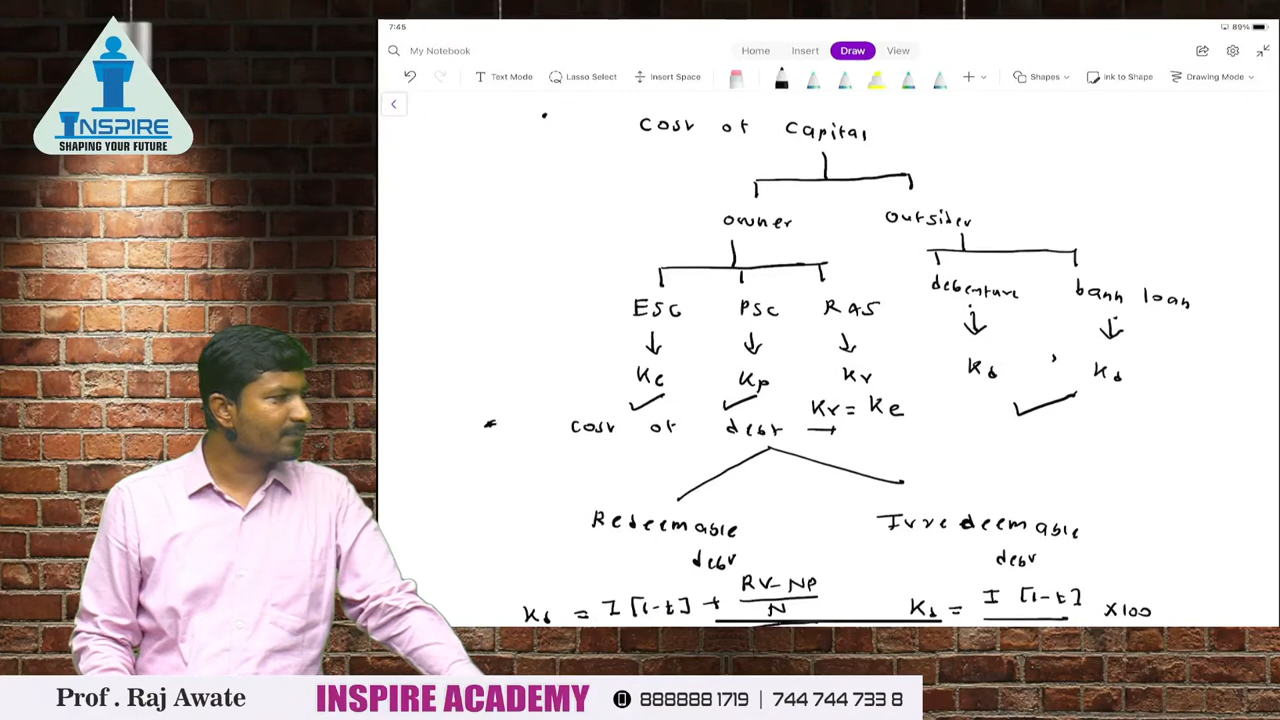 7:45
89%
INSPIRE
SHAPING YOUR FUTURE
My Notebook
Home Insert Draw View
Text Mode Lasso Select Insert Space Shapes Ink to Shape Drawing Mode
Cost of Capital
owner outsider
ESC PSC R&S debenture bank loan
Ke Kp Kr Kd , Kd
Kr = Ke
* Cost of debt →
Redeemable debt
Irredeemable debt
Kd = I [1-t] + RV-NP / N
Kd = I [1-t] x100
Prof . Raj Awate INSPIRE ACADEMY 888888 1719 | 744 744 733 8